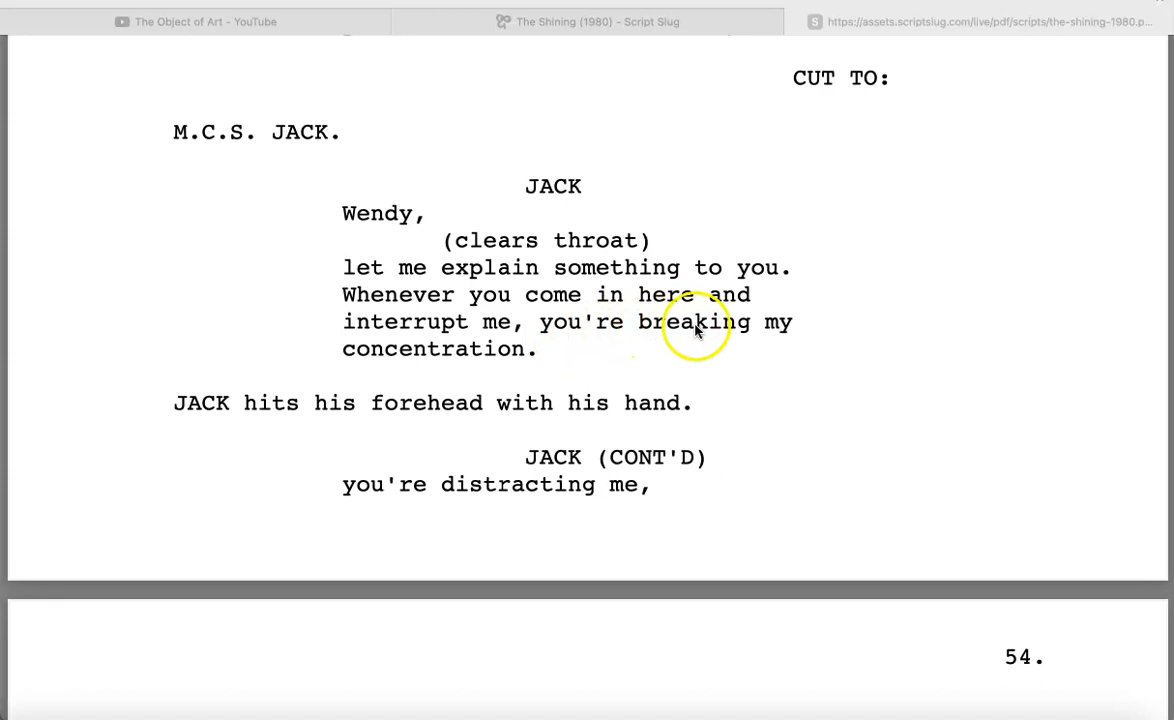 The Object of Art - YouTube
The Shining (1980) - Script Slug
S https://assets.scriptslug.com/live/pdf/scripts/the-shining-1980.p...
CUT TO:
M.C.S. JACK.
JACK
Wendy,
(clears throat)
let me explain something to you.
Whenever you come in here and
interrupt me, you're breaking my
concentration.
JACK hits his forehead with his hand.
JACK (CONT'D)
you're distracting me,
54.